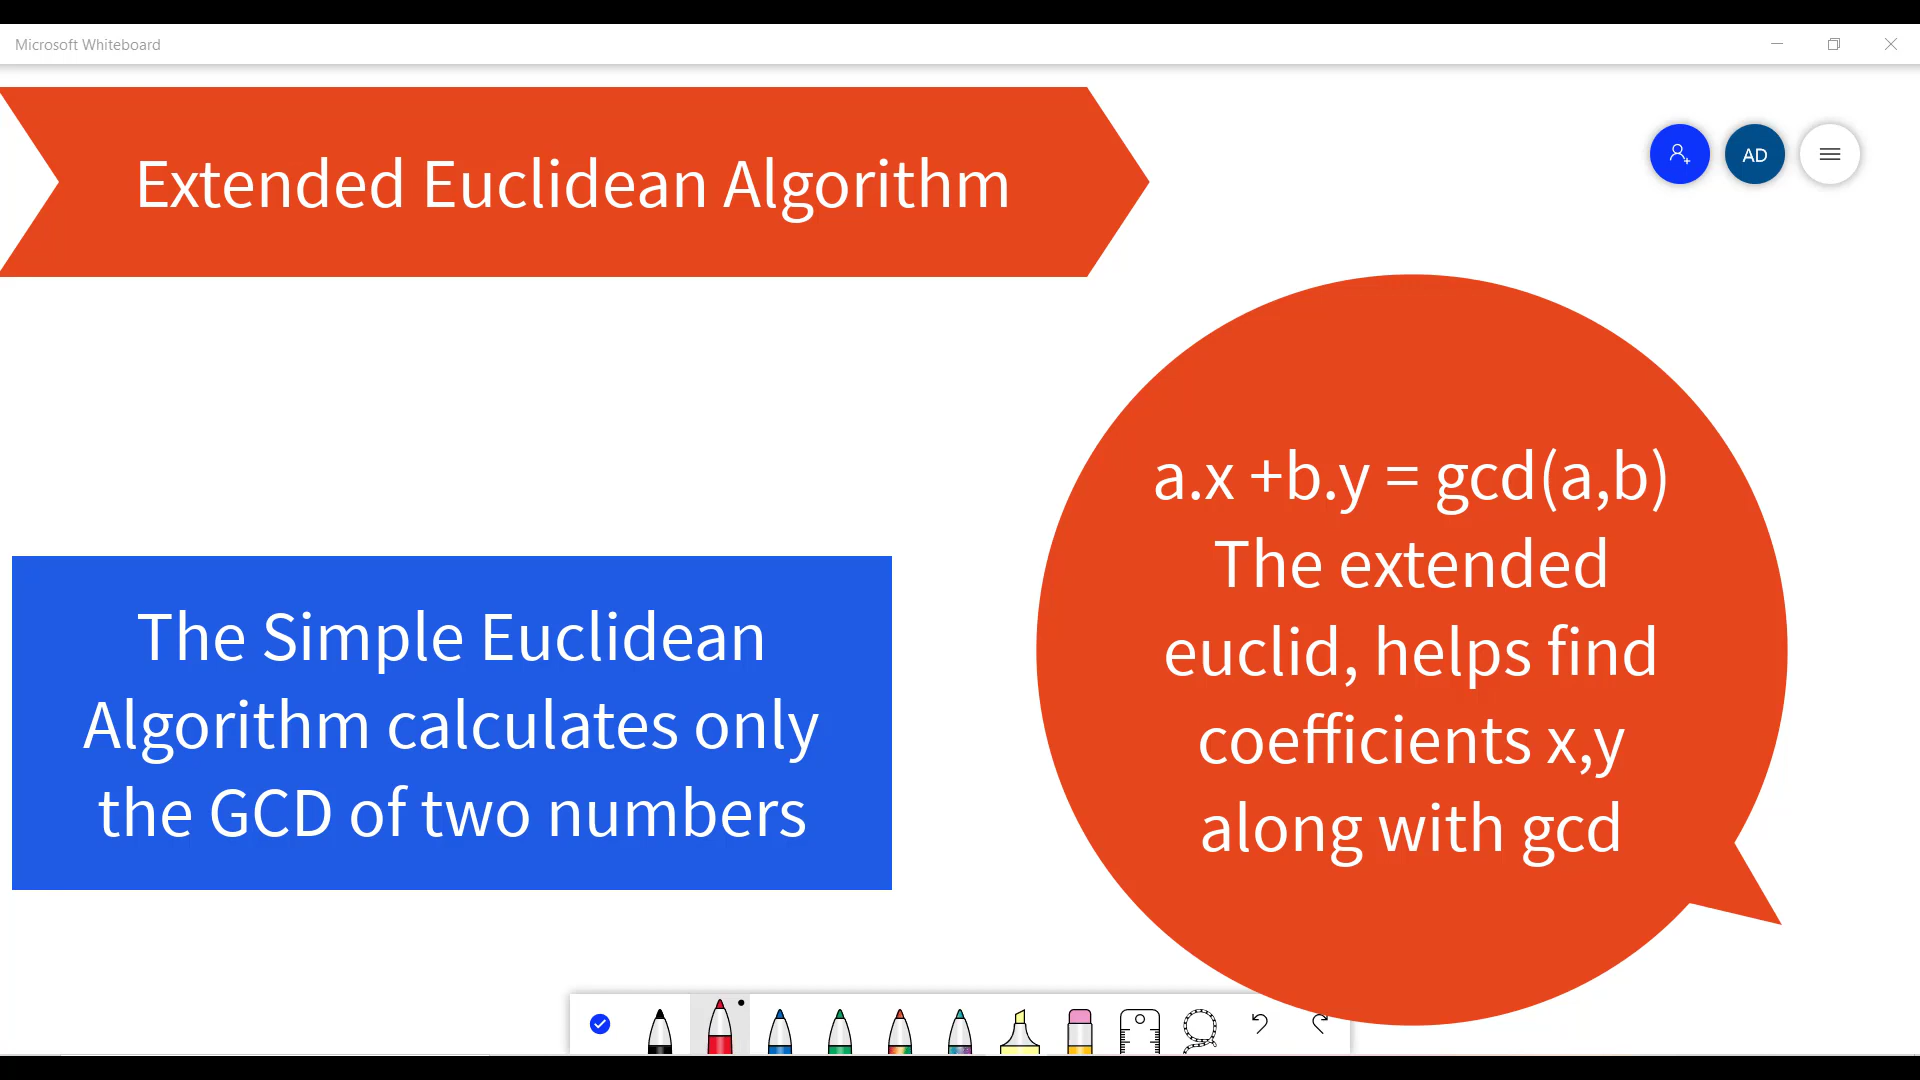 Microsoft Whiteboard
Extended Euclidean Algorithm
AD
a.x +b.y = gcd(a,b)
The extended
euclid, helps find
coefficients x,y
along with gcd
The Simple Euclidean
Algorithm calculates only
the GCD of two numbers